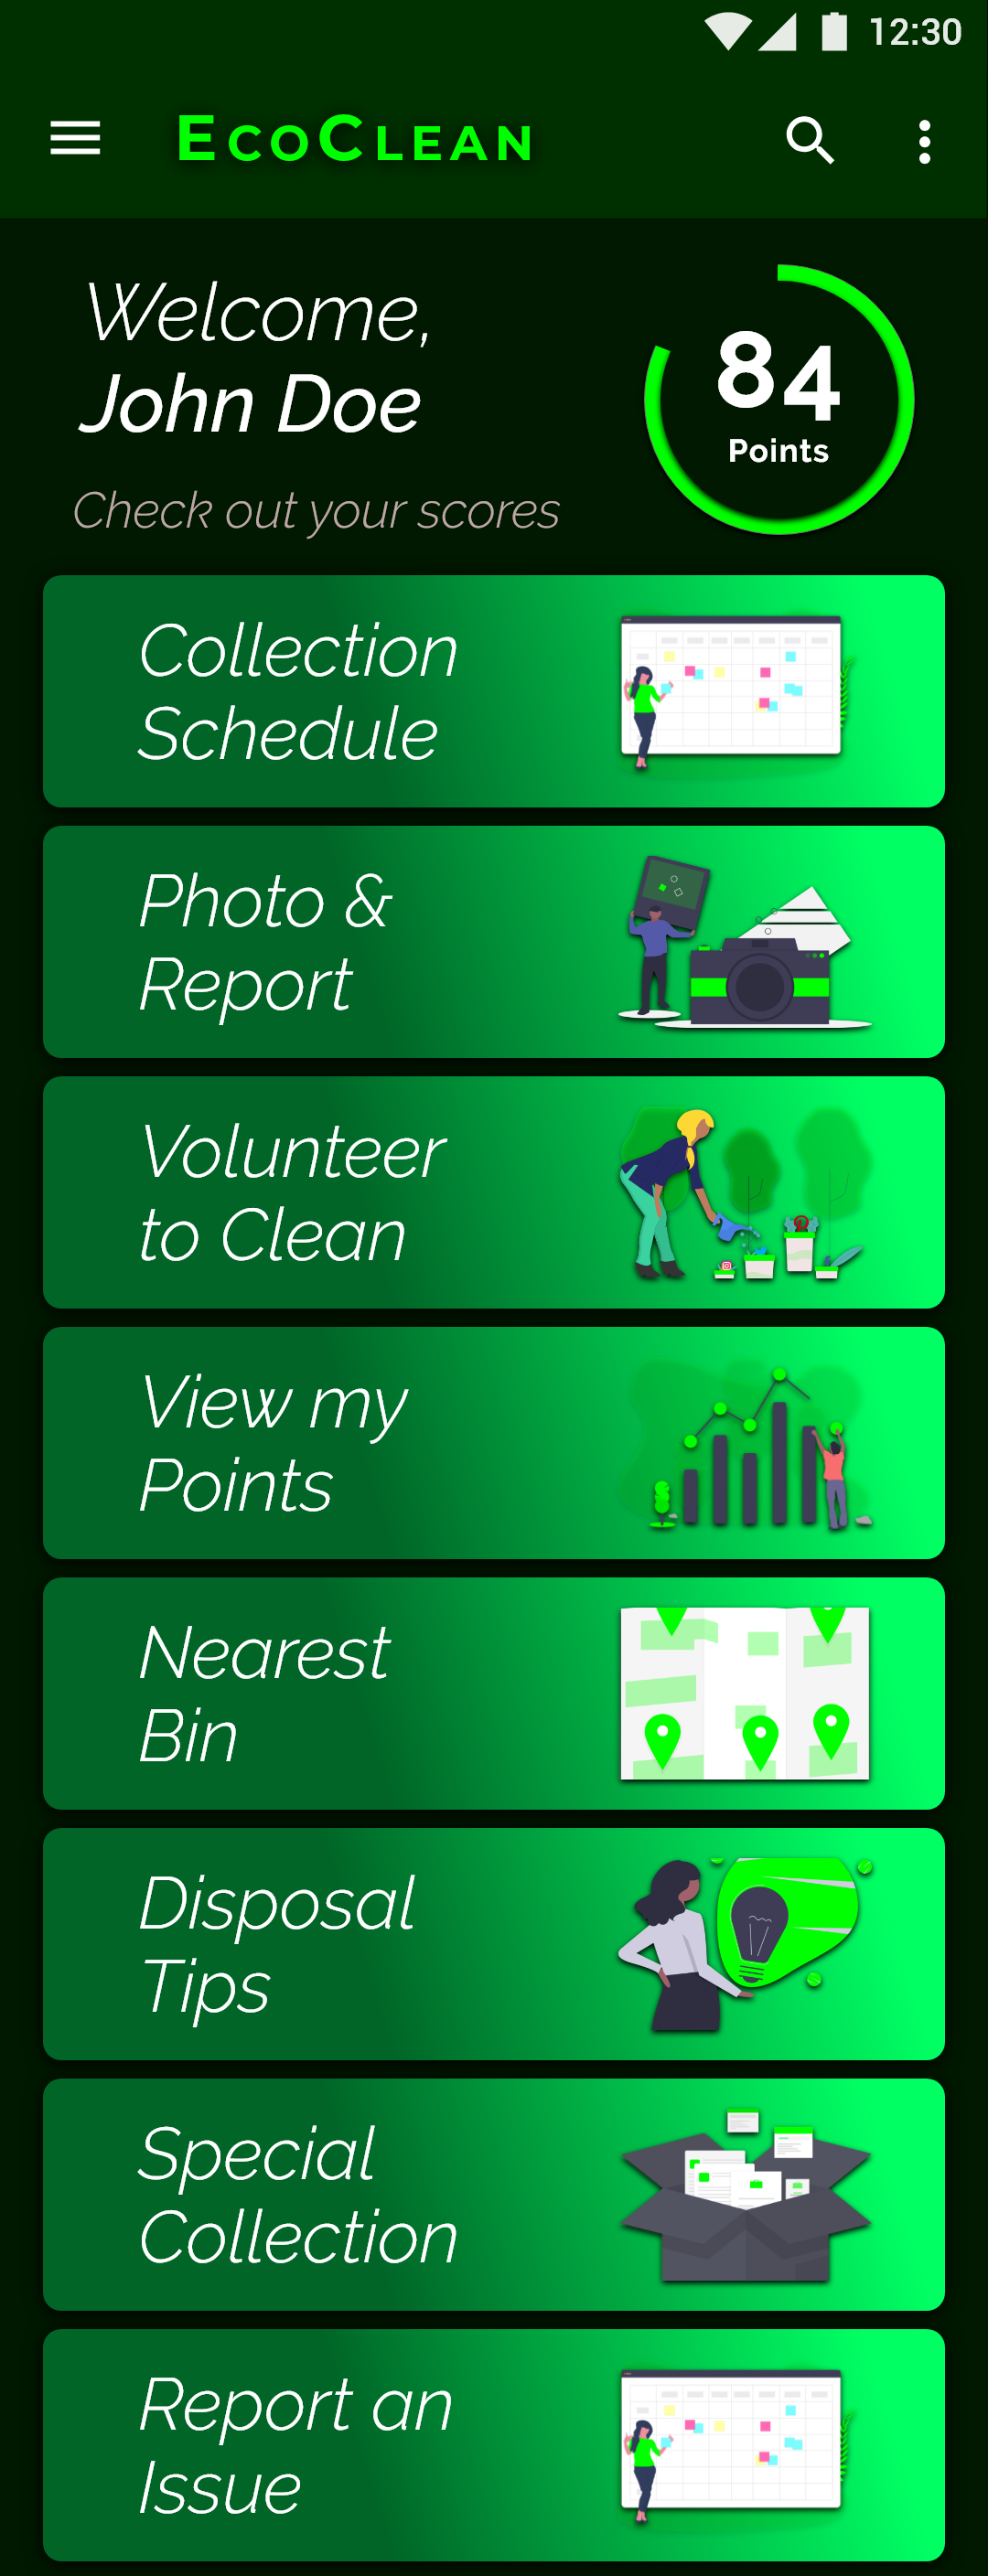 12:30
EcoClean
Welcome,
John Doe
84
Points
Check out your scores
Collection
Schedule
Photo &
Report
Volunteer
to Clean
View my
Points
Nearest
Bin
Disposal
Tips
Special
Collection
Report an
Issue